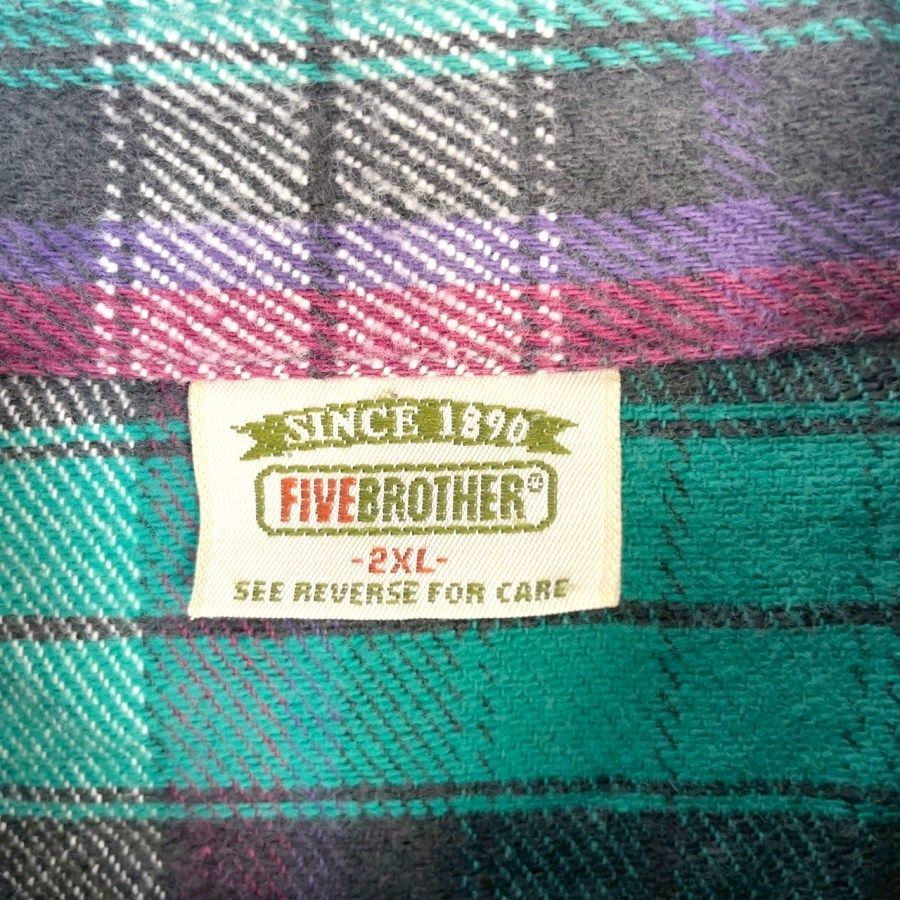 SINCE 1890
FIVEBROTHER®
-2XL-
SEE REVERSE FOR CARE